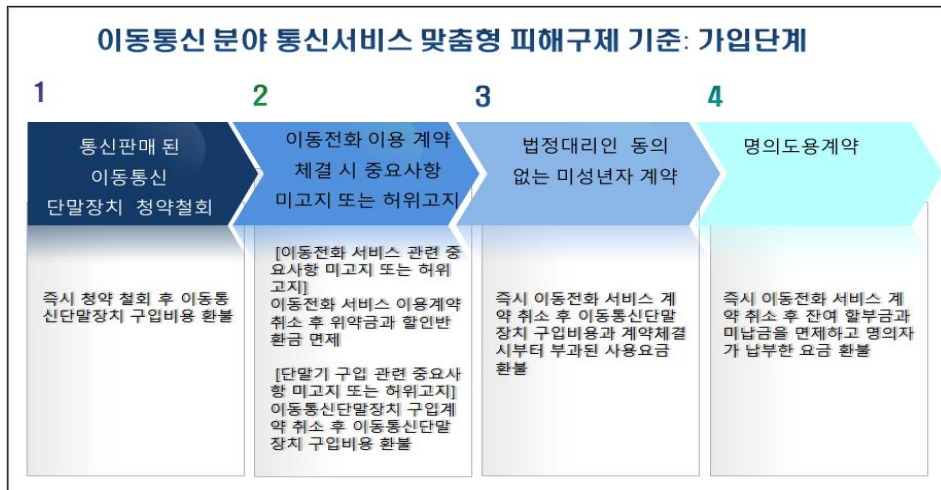 이동통신 분야 통신서비스 맞춤형 피해구제 기준: 가입단계
1
통신판매 된
이동통신
단말장치 청약철회
즉시 청약 철회 후 이동통
신단말장치 구입비용 환불
2
이동전화 이용 계약
체결 시 중요사항
미고지 또는 허위고지
[이동전화 서비스 관련 중
요사항 미고지 또는 허위
고지]
이동전화 서비스 이용계약
취소 후 위약금과 할인반
환금 면제
[단말기 구입 관련 중요사
항 미고지 또는 허위고지]
이동통신단말장치 구입계
약 취소 후 이동통신단말
장치 구입비용 환불
3
법정대리인 동의
없는 미성년자 계약
즉시 이동전화 서비스 계
약 취소 후 이동통신단말
장치 구입비용과 계약체결
시부터 부과된 사용요금
환불
4
명의도용계약
즉시 이동전화 서비스 계
약 취소 후 잔여 할부금과
미납금을 면제하고 명의자
가 납부한 요금 환불